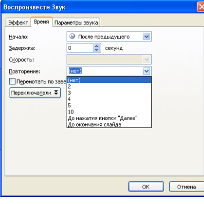 Воспроизвести Звук
Эффект Время Параметры звука
Начало: После предыдущего
Задержка: 0 секунд
Скорость:
Повторение: (нет)
Перемотать по заве
(нет)
2
3
4
5
10
До нажатия кнопки "Далее"
До окончания слайда
Переключатели
ОК Отмена